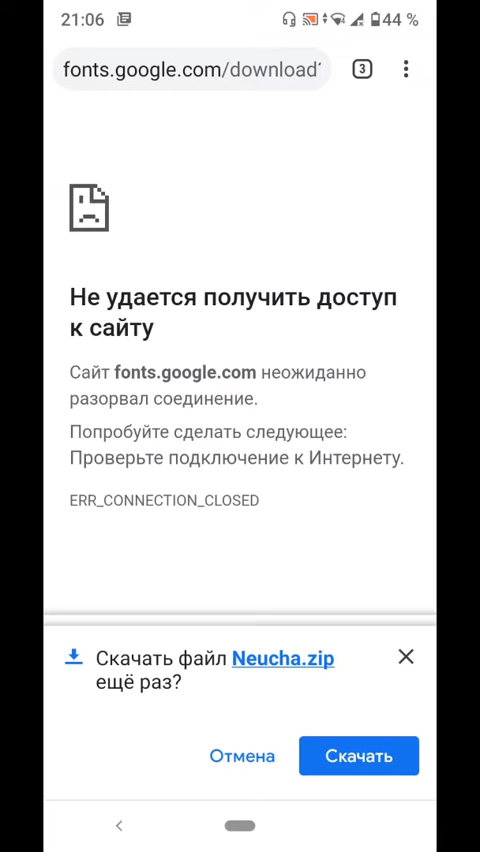 21:06
44 %
fonts.google.com/download
3
Не удается получить доступ
к сайту
Сайт fonts.google.com неожиданно
разорвал соединение.
Попробуйте сделать следующее:
Проверьте подключение к Интернету.
ERR_CONNECTION_CLOSED
Скачать файл Neucha.zip
ещё раз?
Отмена
Скачать